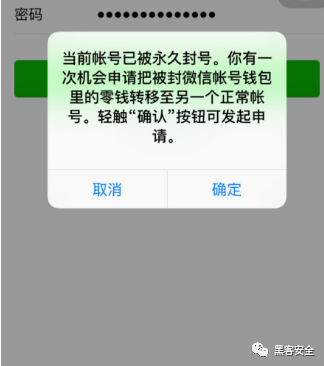 密码 ●●●●●●●●●●●●●●
当前帐号已被永久封号。你有一
次机会申请把被封微信帐号钱包
里的零钱转移至另一个正常帐
号。轻触“确认”按钮可发起申
请。
取消 确定
黑客安全